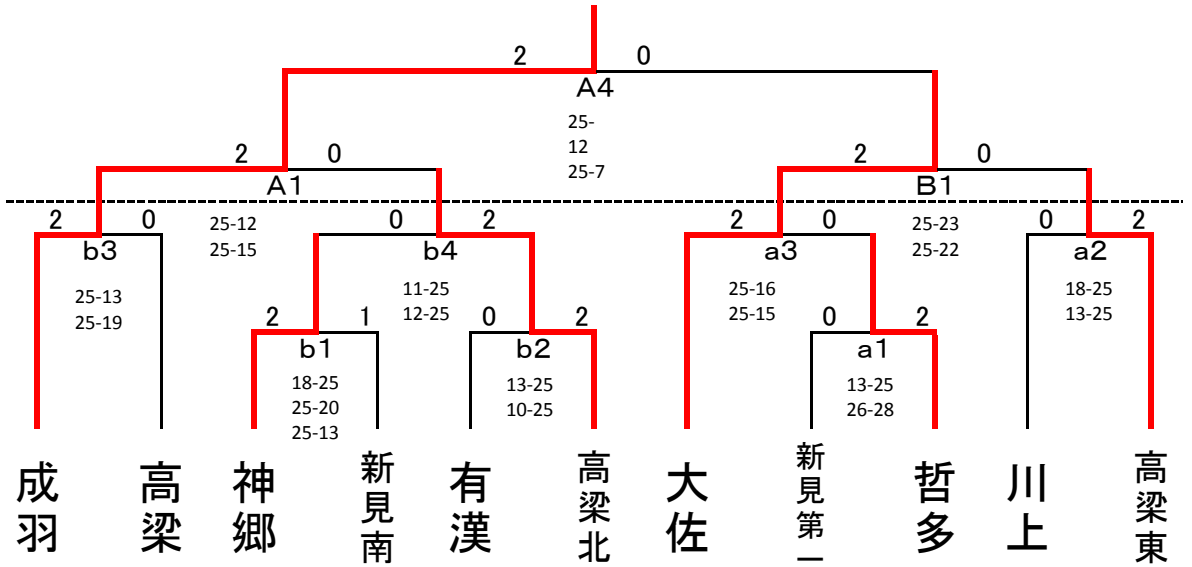 2 0
A4
25-
12
25-7
2 0
A1
2 0
B1
2 0
b3
25-12
25-15
0 2
b4
2 0
a3
25-23
25-22
0 2
a2
25-13
25-19
11-25
12-25
25-16
25-15
18-25
13-25
2 1
b1
0 2
b2
0 2
a1
18-25
25-20
25-13
13-25
10-25
13-25
26-28
成羽
高梁
神郷
新見南
有漢
高梁北
大佐
新見第一
哲多
川上
高梁東